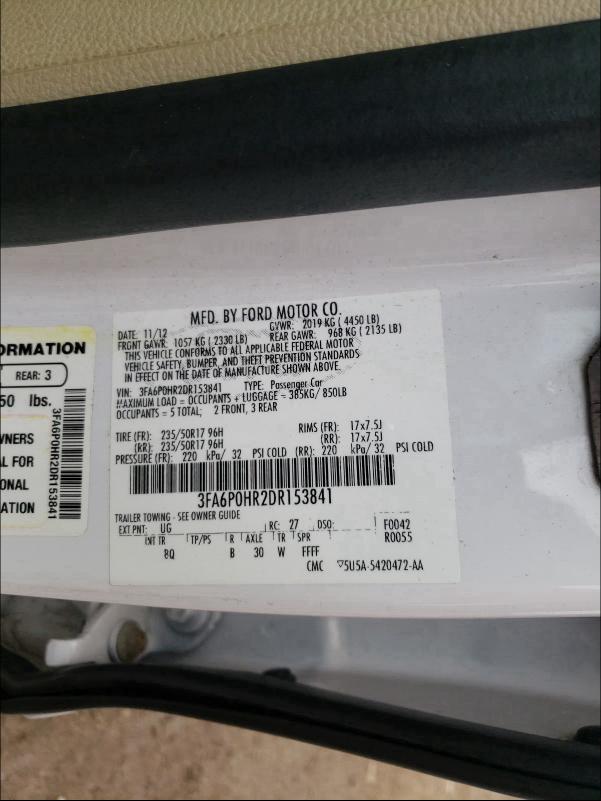 MFD. BY FORD MOTOR CO.
DATE: 11/12 GVWR: 2019 KG ( 4450 LB)
FRONT GAWR: 1057 KG ( 2330 LB) REAR GAWR: 968 KG ( 2135 LB)
THIS VEHICLE CONFORMS TO ALL APPLICABLE FEDERAL MOTOR
VEHICLE SAFETY, BUMPER, AND THEFT PREVENTION STANDARDS
IN EFFECT ON THE DATE OF MANUFACTURE SHOWN ABOVE.
VIN: 3FA6P0HR2DR153841 TYPE: Passenger Car
MAXIMUM LOAD = OCCUPANTS + LUGGAGE = 385KG/ 850LB
OCCUPANTS = 5 TOTAL; 2 FRONT, 3 REAR
TIRE (FR): 235/50R17 96H RIMS (FR): 17x7.5J
(RR): 235/50R17 96H (RR): 17x7.5J
PRESSURE (FR): 220 kPa/ 32 PSI COLD (RR): 220 kPa/ 32 PSI COLD
3FA6P0HR2DR153841
TRAILER TOWING - SEE OWNER GUIDE
EXT PNT: UG RC: 27 DSO: F0042
R0055
INT TR TP/PS R AXLE TR SPR
8Q B 30 W FFFF
CMC ▽5U5A-5420472-AA
ORMATION
REAR: 3
50 lbs.
WNERS
AL FOR
ONAL
ATION
3FA6P0HR2DR153841